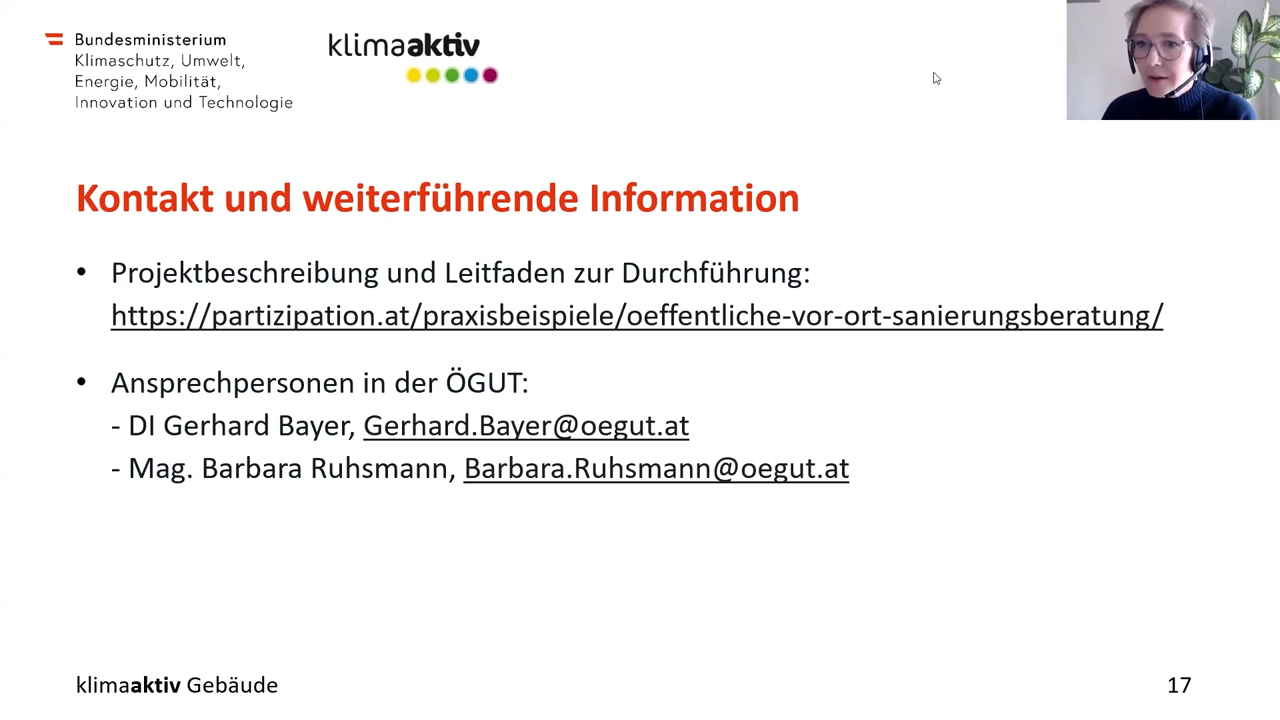 Bundesministerium
Klimaschutz, Umwelt,
Energie, Mobilität,
Innovation und Technologie
klimaaktiv
Kontakt und weiterführende Information
• Projektbeschreibung und Leitfaden zur Durchführung:
https://partizipation.at/praxisbeispiele/oeffentliche-vor-ort-sanierungsberatung/
• Ansprechpersonen in der ÖGUT:
- DI Gerhard Bayer, Gerhard.Bayer@oegut.at
- Mag. Barbara Ruhsmann, Barbara.Ruhsmann@oegut.at
klimaaktiv Gebäude
17